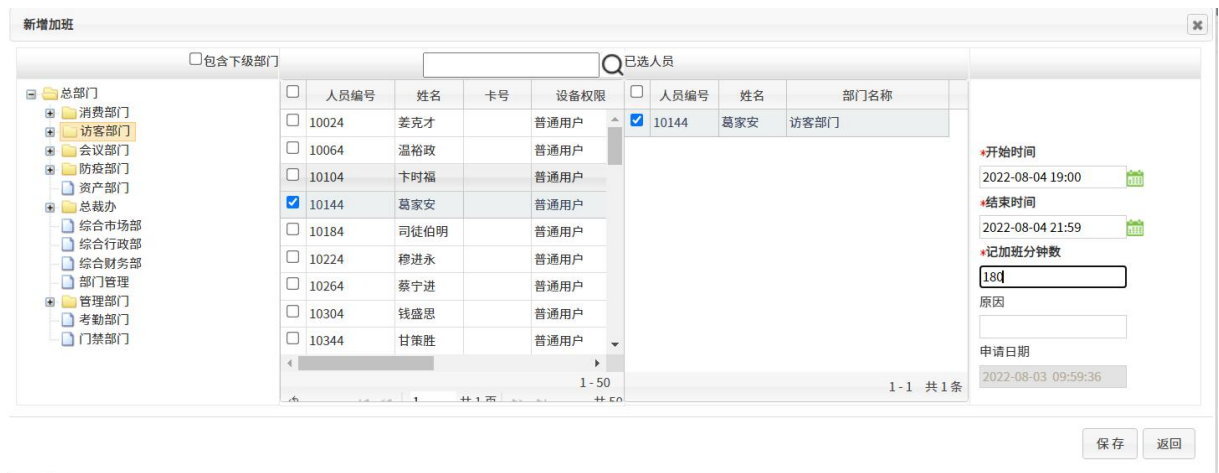 新增加班
包含下级部门
已选人员
总部门
消费部门
访客部门
会议部门
防疫部门
资产部门
总裁办
综合市场部
综合行政部
综合财务部
部门管理
管理部门
考勤部门
门禁部门
人员编号 姓名 卡号 设备权限
10024 姜克才 普通用户
10064 温裕政 普通用户
10104 卞时福 普通用户
10144 葛家安 普通用户
10184 司徒伯明 普通用户
10224 穆进永 普通用户
10264 蔡宁进 普通用户
10304 钱盛思 普通用户
10344 甘策胜 普通用户
1 - 50
1 共 1 页 共 50
人员编号 姓名 部门名称
10144 葛家安 访客部门
1 - 1 共 1 条
*开始时间
2022-08-04 19:00
*结束时间
2022-08-04 21:59
*记加班分钟数
180
原因
申请日期
2022-08-03 09:59:36
保存 返回